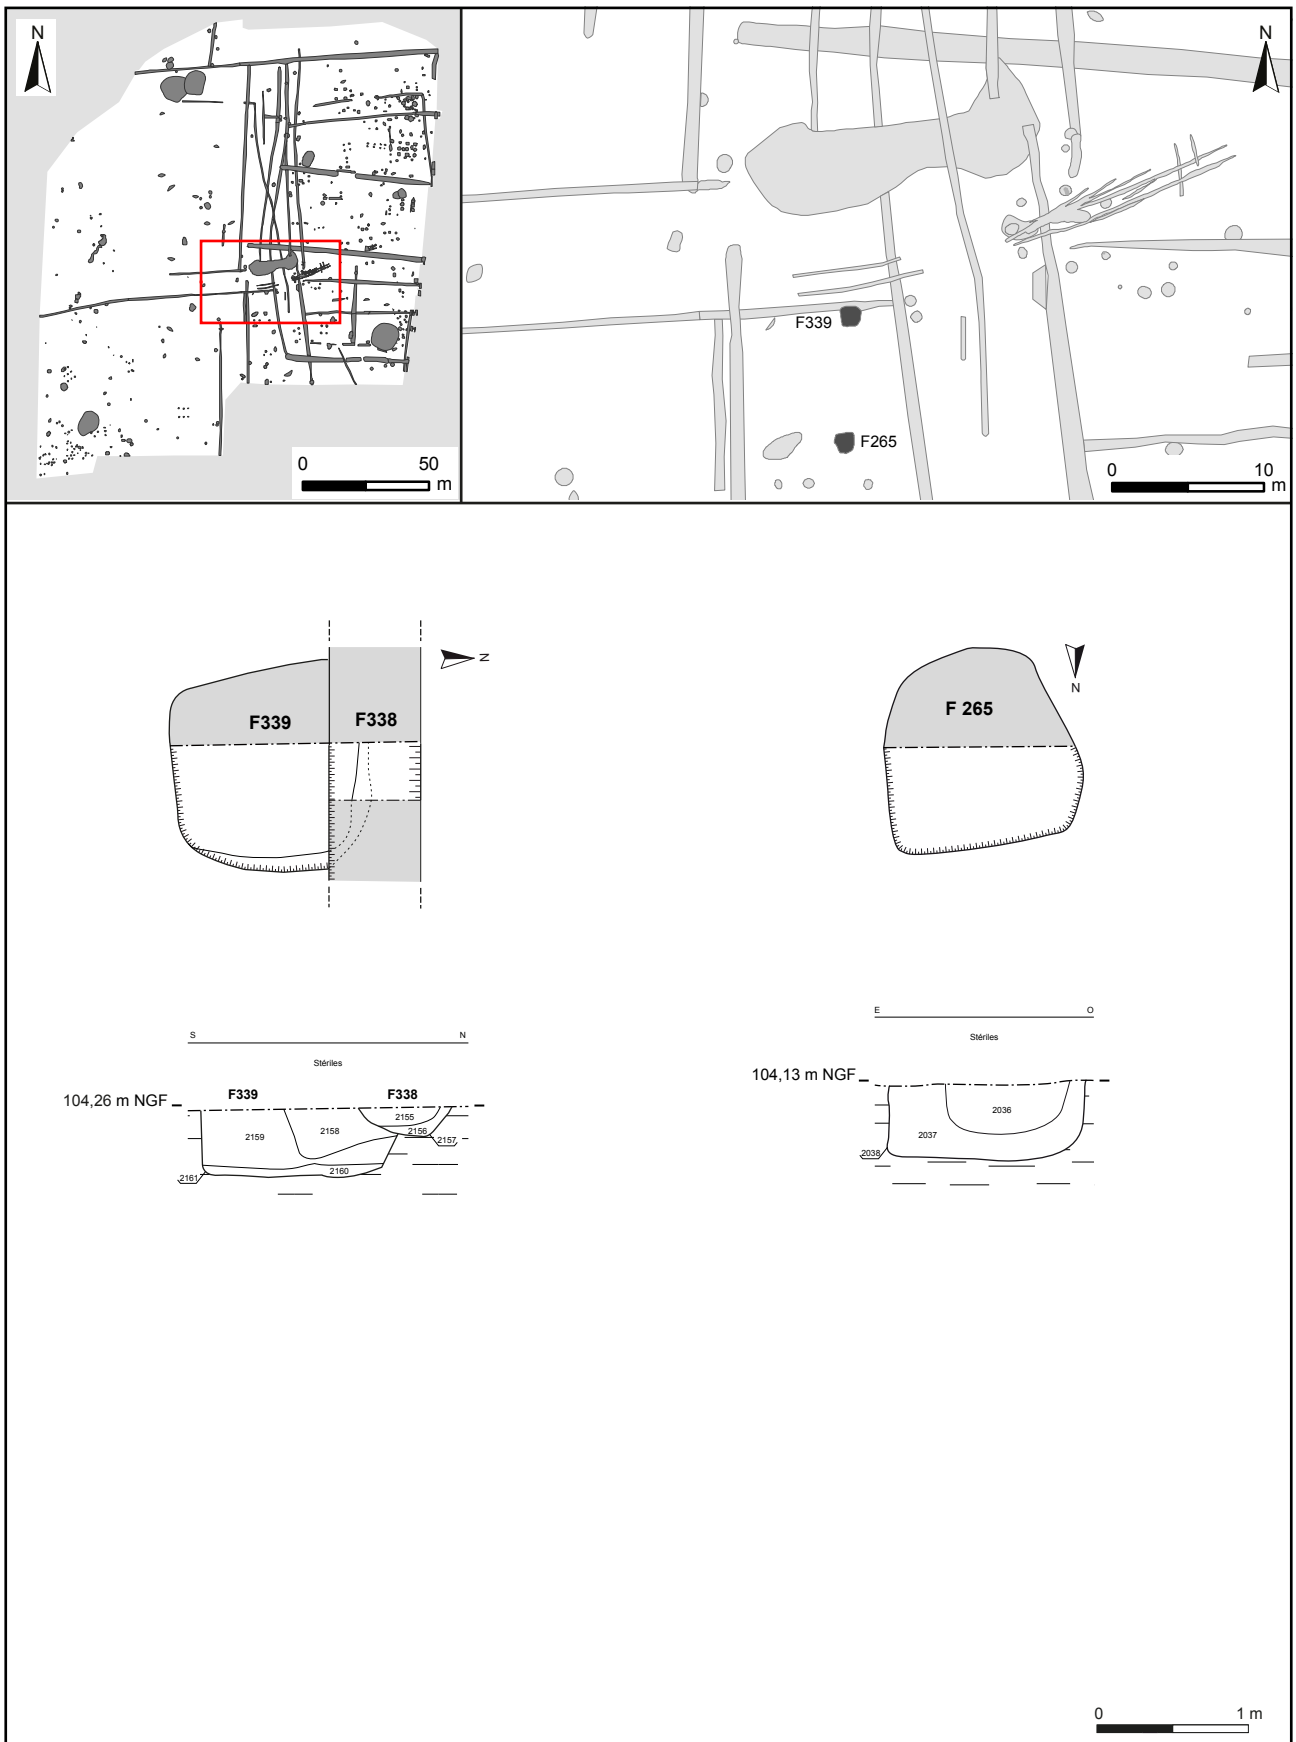 N
0 50
m
N
F339
F265
0 10
m
F339 F338
N
F 265
N
S N
Stériles
104,26 m NGF
F339 F338
2155
2156
2157
2158
2159
2160
2161
E O
Stériles
104,13 m NGF
2036
2037
2038
0 1 m